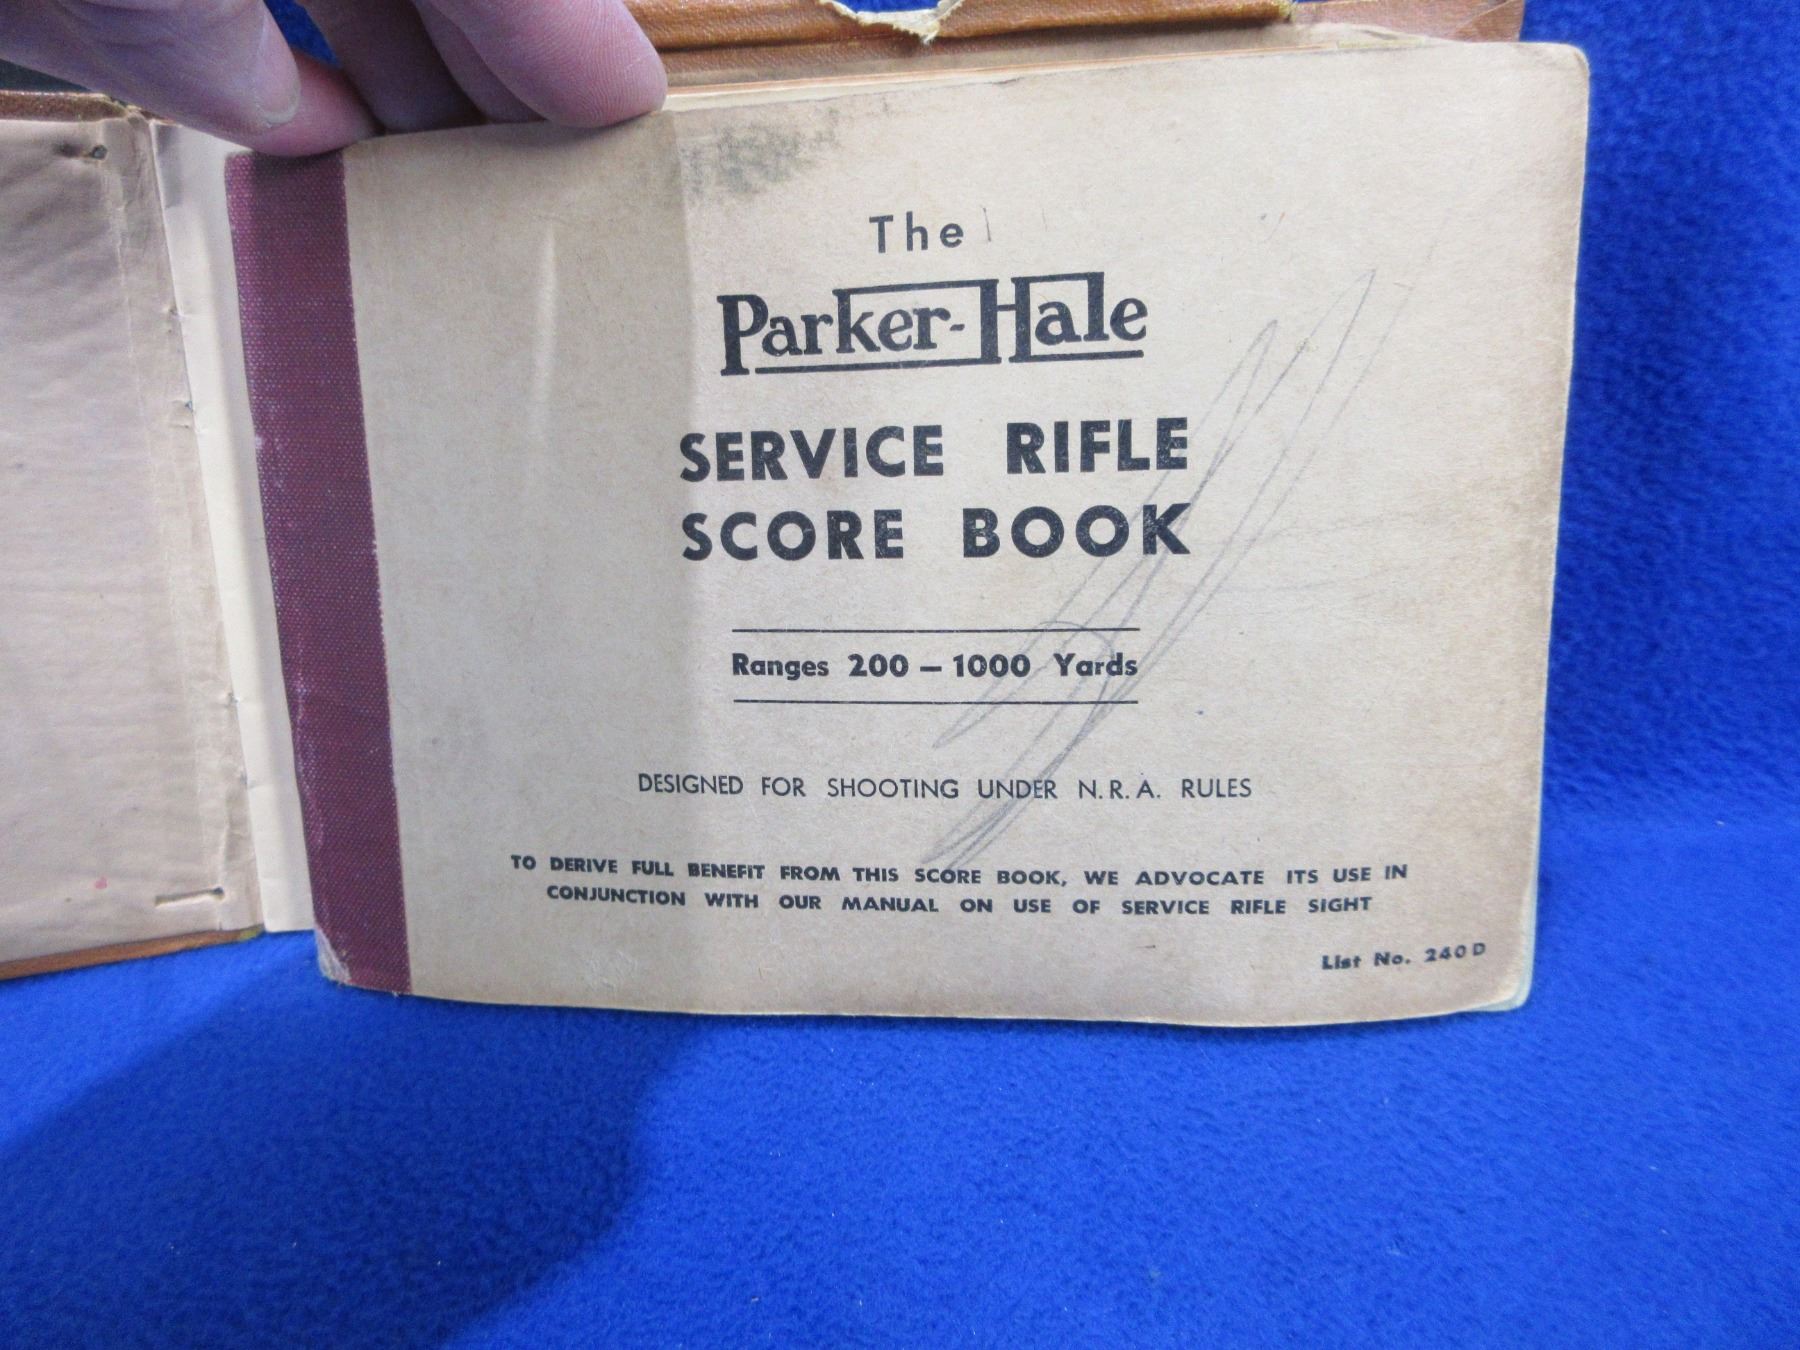 The
Parker-Hale
SERVICE RIFLE
SCORE BOOK
Ranges 200 – 1000 Yards
DESIGNED FOR SHOOTING UNDER N.R.A. RULES
TO DERIVE FULL BENEFIT FROM THIS SCORE BOOK, WE ADVOCATE ITS USE IN
CONJUNCTION WITH OUR MANUAL ON USE OF SERVICE RIFLE SIGHT
List No. 240 D